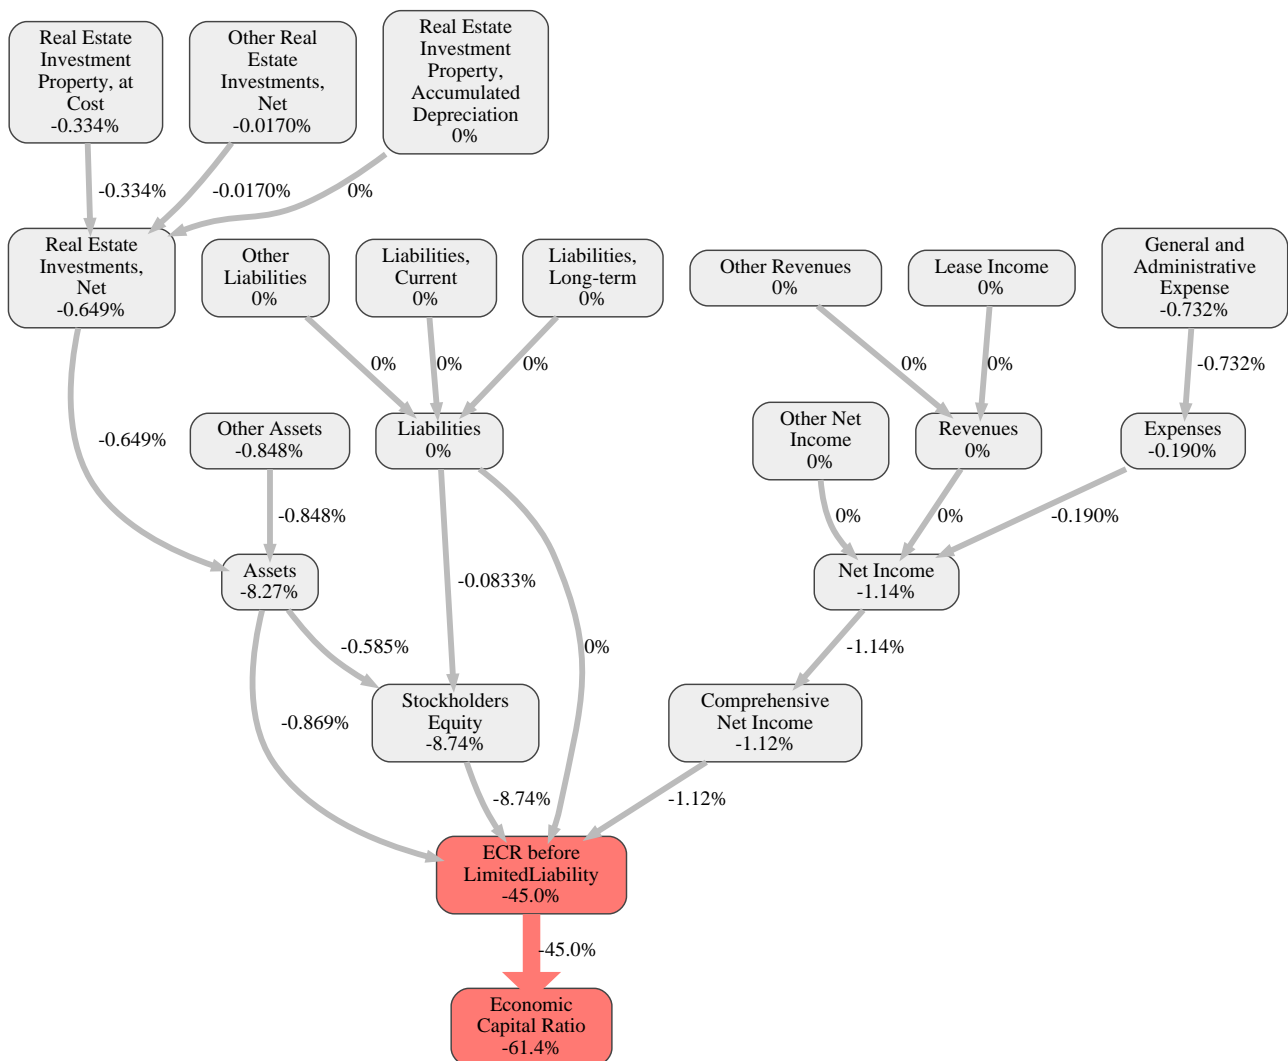 Real Estate
Investment
Property, at
Cost
-0.334%
Other Real
Estate
Investments,
Net
-0.0170%
Real Estate
Investment
Property,
Accumulated
Depreciation
0%
-0.334%
-0.0170%
0%
Real Estate
Investments,
Net
-0.649%
Other
Liabilities
0%
Liabilities,
Current
0%
Liabilities,
Long-term
0%
Other Revenues
0%
Lease Income
0%
General and
Administrative
Expense
-0.732%
0%
0%
0%
0%
0%
-0.732%
-0.649%
Other Assets
-0.848%
Liabilities
0%
Other Net
Income
0%
Revenues
0%
Expenses
-0.190%
-0.848%
0%
0%
-0.190%
Assets
-8.27%
-0.0833%
Net Income
-1.14%
-0.585%
0%
-1.14%
-0.869%
Stockholders
Equity
-8.74%
Comprehensive
Net Income
-1.12%
-8.74%
-1.12%
ECR before
LimitedLiability
-45.0%
-45.0%
Economic
Capital Ratio
-61.4%